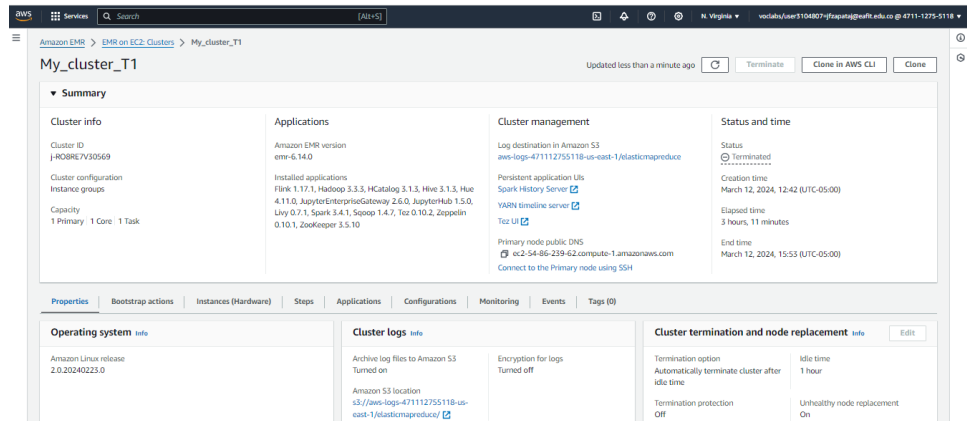 aws
Services
Search
[Alt+S]
N. Virginia
voclabs/user3104807=jfzapataj@eafit.edu.co @ 4711-1275-5118
Amazon EMR > EMR on EC2: Clusters > My_cluster_T1
My_cluster_T1
Updated less than a minute ago
Terminate
Clone in AWS CLI
Clone
Summary
Cluster info
Cluster ID
j-RO8RE7V30569
Cluster configuration
Instance groups
Capacity
1 Primary 1 Core 1 Task
Applications
Amazon EMR version
emr-6.14.0
Installed applications
Flink 1.17.1, Hadoop 3.3.3, HCatalog 3.1.3, Hive 3.1.3, Hue
4.11.0, JupyterEnterpriseGateway 2.6.0, JupyterHub 1.5.0,
Livy 0.7.1, Spark 3.4.1, Sqoop 1.4.7, Tez 0.10.2, Zeppelin
0.10.1, ZooKeeper 3.5.10
Cluster management
Log destination in Amazon S3
aws-logs-471112755118-us-east-1/elasticmapreduce
Persistent application UIs
Spark History Server
YARN timeline server
Tez UI
Primary node public DNS
ec2-54-86-239-62.compute-1.amazonaws.com
Connect to the Primary node using SSH
Status and time
Status
Terminated
Creation time
March 12, 2024, 12:42 (UTC-05:00)
Elapsed time
3 hours, 11 minutes
End time
March 12, 2024, 15:53 (UTC-05:00)
Properties
Bootstrap actions
Instances (Hardware)
Steps
Applications
Configurations
Monitoring
Events
Tags (0)
Operating system Info
Amazon Linux release
2.0.20240223.0
Cluster logs Info
Archive log files to Amazon S3
Turned on
Amazon S3 location
s3://aws-logs-471112755118-us-
east-1/elasticmapreduce/
Encryption for logs
Turned off
Cluster termination and node replacement Info
Edit
Termination option
Automatically terminate cluster after
idle time
Termination protection
Off
Idle time
1 hour
Unhealthy node replacement
On